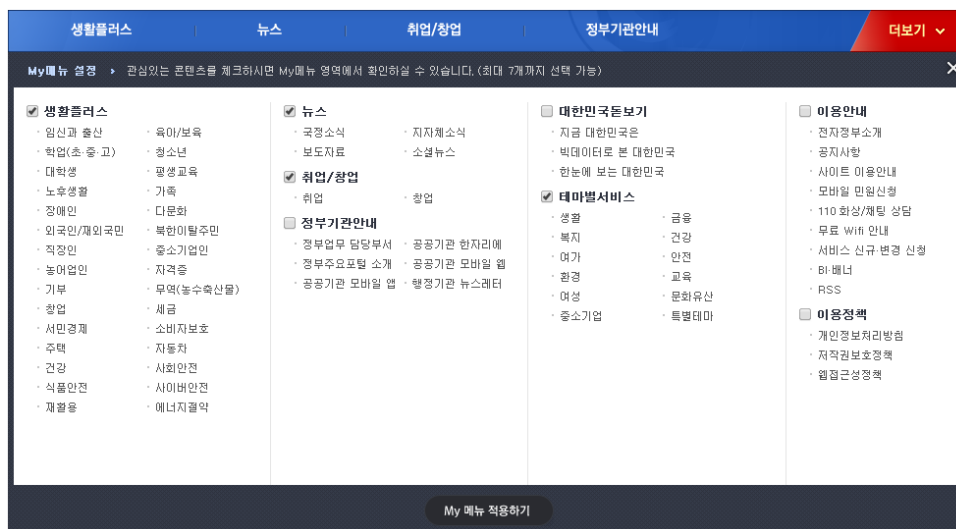 생활플러스 뉴스 취업/창업 정부기관안내 더보기
My메뉴 설정 관심있는 콘텐츠를 체크하시면 My메뉴 영역에서 확인하실 수 있습니다. (최대 7개까지 선택 가능)
생활플러스
임신과 출산 육아/보육
학업(초·중·고) 청소년
대학생 평생교육
노후생활 가족
장애인 다문화
외국인/재외국민 북한이탈주민
직장인 중소기업인
농어업인 자격증
기부 무역(농수축산물)
창업 세금
서민경제 소비자보호
주택 자동차
건강 사회안전
식품안전 사이버안전
재활용 에너지절약
뉴스
국정소식 지자체소식
보도자료 소셜뉴스
취업/창업
취업 창업
정부기관안내
정부업무 담당부서 공공기관 한자리에
정부주요포털 소개 공공기관 모바일 웹
공공기관 모바일 앱 행정기관 뉴스레터
대한민국돋보기
지금 대한민국은
빅데이터로 본 대한민국
한눈에 보는 대한민국
테마별서비스
생활 금융
복지 건강
여가 안전
환경 교육
여성 문화유산
중소기업 특별테마
이용안내
전자정부소개
공지사항
사이트 이용안내
모바일 민원신청
110 화상/채팅 상담
무료 Wifi 안내
서비스 신규·변경 신청
BI·배너
RSS
이용정책
개인정보처리방침
저작권보호정책
웹접근성정책
My 메뉴 적용하기